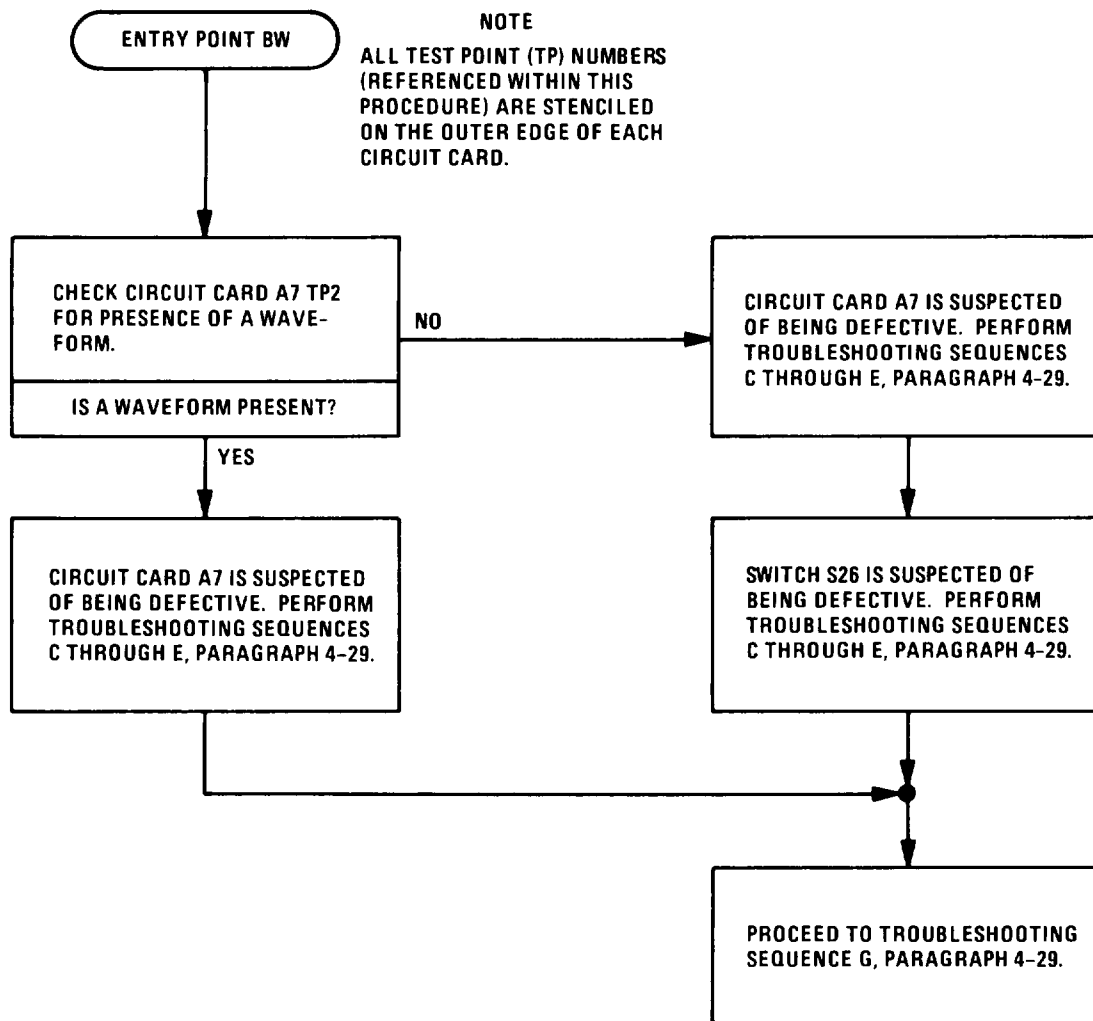 ENTRY POINT BW
NOTE
ALL TEST POINT (TP) NUMBERS
(REFERENCED WITHIN THIS
PROCEDURE) ARE STENCILED
ON THE OUTER EDGE OF EACH
CIRCUIT CARD.
CHECK CIRCUIT CARD A7 TP2
FOR PRESENCE OF A WAVE-
FORM.
IS A WAVEFORM PRESENT?
NO
YES
CIRCUIT CARD A7 IS SUSPECTED
OF BEING DEFECTIVE. PERFORM
TROUBLESHOOTING SEQUENCES
C THROUGH E, PARAGRAPH 4-29.
CIRCUIT CARD A7 IS SUSPECTED
OF BEING DEFECTIVE. PERFORM
TROUBLESHOOTING SEQUENCES
C THROUGH E, PARAGRAPH 4-29.
SWITCH S26 IS SUSPECTED OF
BEING DEFECTIVE. PERFORM
TROUBLESHOOTING SEQUENCES
C THROUGH E, PARAGRAPH 4-29.
PROCEED TO TROUBLESHOOTING
SEQUENCE G, PARAGRAPH 4-29.